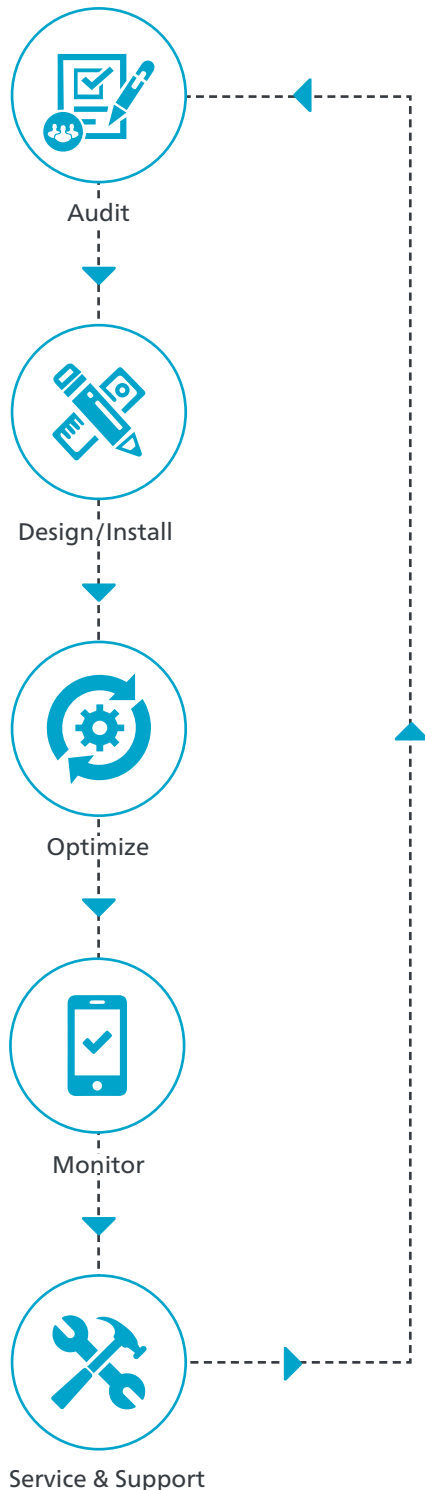 Audit
Design/Install
Optimize
Monitor
Service & Support